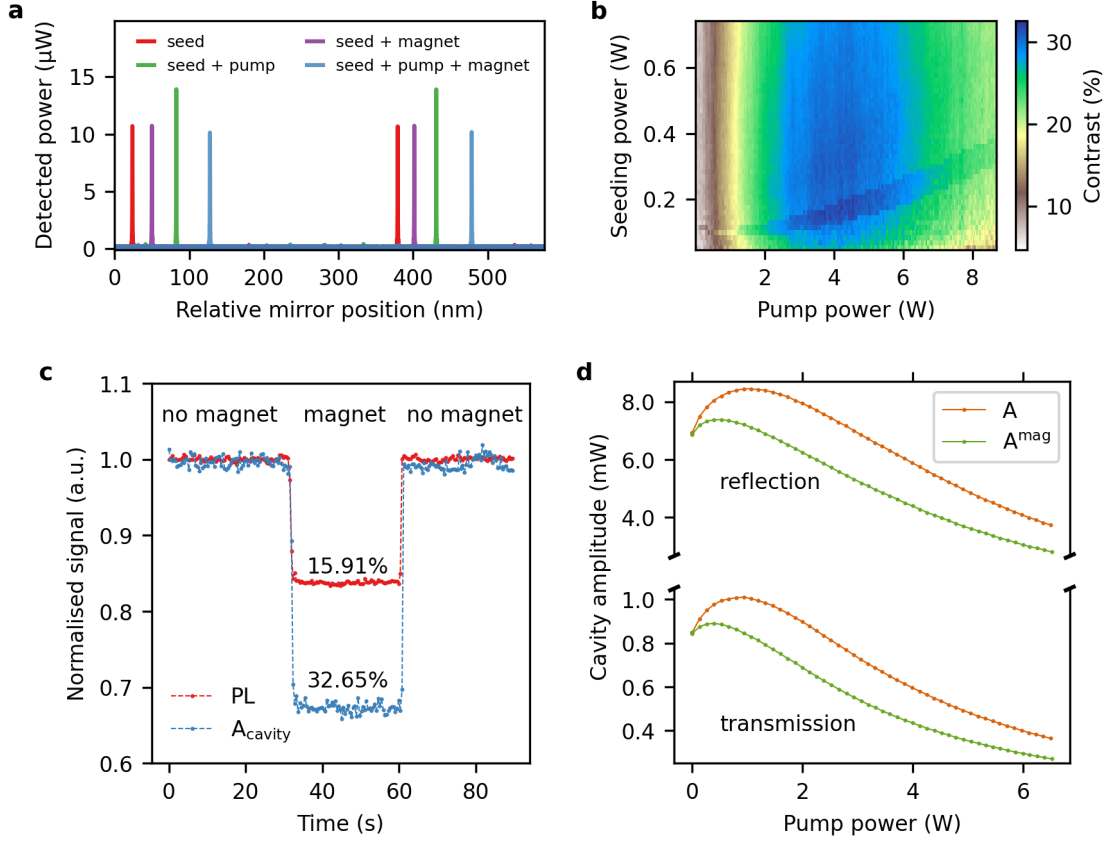 a
Detected power (µW)
15
10
5
0
seed
seed + pump
seed + magnet
seed + pump + magnet
0 100 200 300 400 500
Relative mirror position (nm)
b
Seeding power (W)
0.6
0.4
0.2
2 4 6 8
Pump power (W)
30
20
10
Contrast (%)
c
Normalised signal (a.u.)
1.1
1.0
0.9
0.8
0.7
0.6
no magnet magnet no magnet
15.91%
32.65%
PL
A_cavity
0 20 40 60 80
Time (s)
d
Cavity amplitude (mW)
8.0
6.0
4.0
1.0
0.8
0.6
0.4
A
A^mag
reflection
transmission
0 2 4 6
Pump power (W)